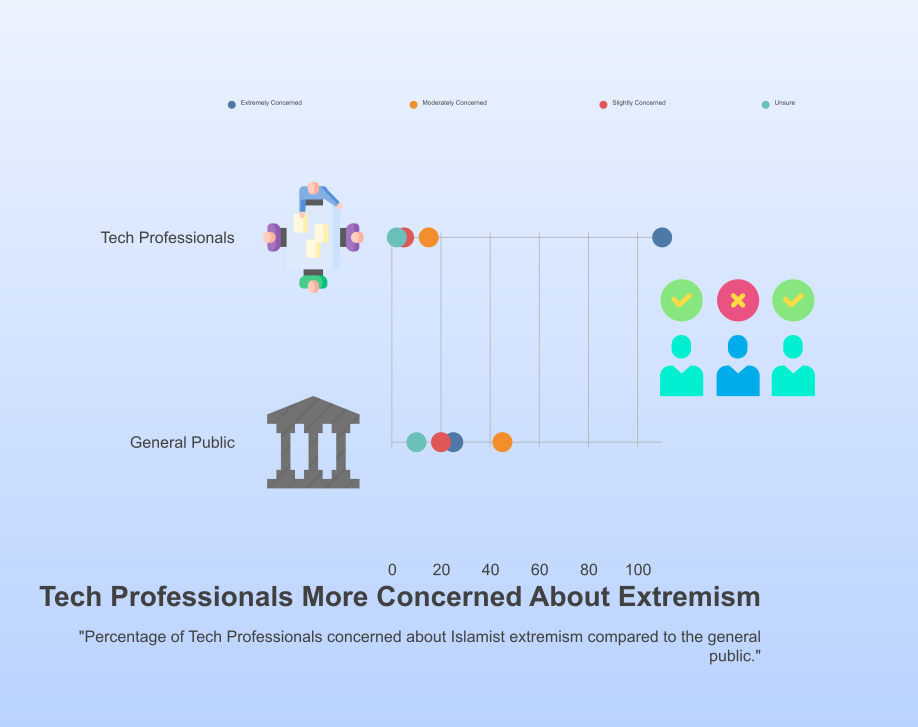 Extremely Concerned
Moderately Concerned
Slightly Concerned
Unsure
Tech Professionals
General Public
0 20 40 60 80 100
Tech Professionals More Concerned About Extremism
"Percentage of Tech Professionals concerned about Islamist extremism compared to the general
public."